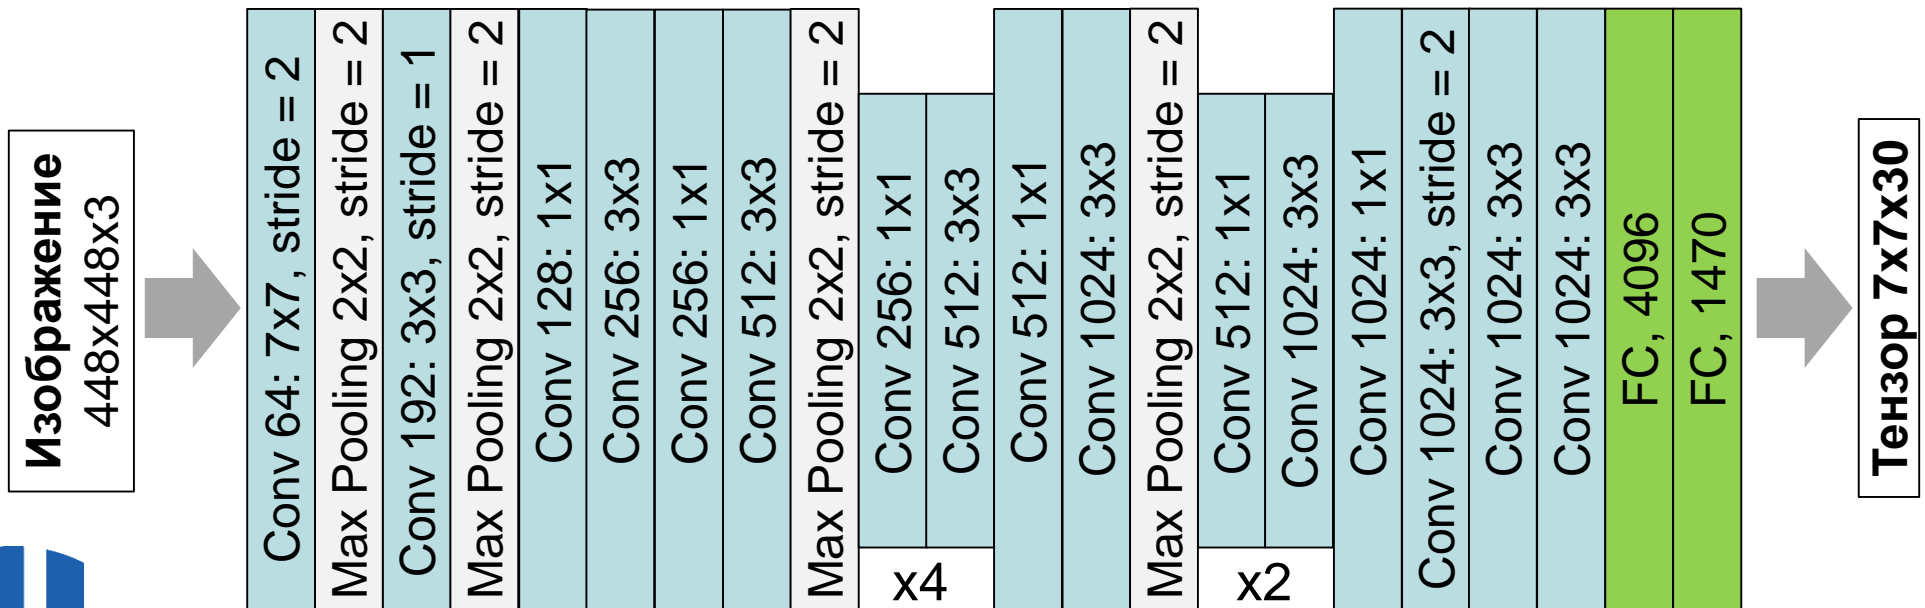 Изображение
448x448x3
Conv 64: 7x7, stride = 2
Max Pooling 2x2, stride = 2
Conv 192: 3x3, stride = 1
Max Pooling 2x2, stride = 2
Conv 128: 1x1
Conv 256: 3x3
Conv 256: 1x1
Conv 512: 3x3
Max Pooling 2x2, stride = 2
Conv 256: 1x1
Conv 512: 3x3
x4
Conv 512: 1x1
Conv 1024: 3x3
Max Pooling 2x2, stride = 2
Conv 512: 1x1
Conv 1024: 3x3
x2
Conv 1024: 1x1
Conv 1024: 3x3, stride = 2
Conv 1024: 3x3
Conv 1024: 3x3
FC, 4096
FC, 1470
Тензор 7x7x30